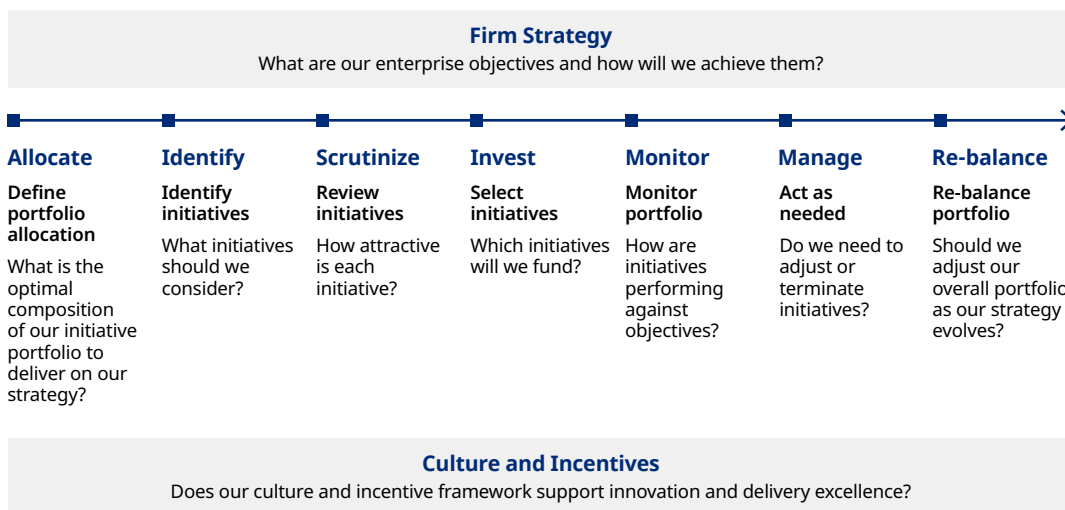 Firm Strategy
What are our enterprise objectives and how will we achieve them?
Allocate
Define
portfolio
allocation
What is the
optimal
composition
of our initiative
portfolio to
deliver on our
strategy?
Identify
Identify
initiatives
What initiatives
should we
consider?
Scrutinize
Review
initiatives
How attractive
is each
initiative?
Invest
Select
initiatives
Which initiatives
will we fund?
Monitor
Monitor
portfolio
How are
initiatives
performing
against
objectives?
Manage
Act as
needed
Do we need to
adjust or
terminate
initiatives?
Re-balance
Re-balance
portfolio
Should we
adjust our
overall portfolio
as our strategy
evolves?
Culture and Incentives
Does our culture and incentive framework support innovation and delivery excellence?